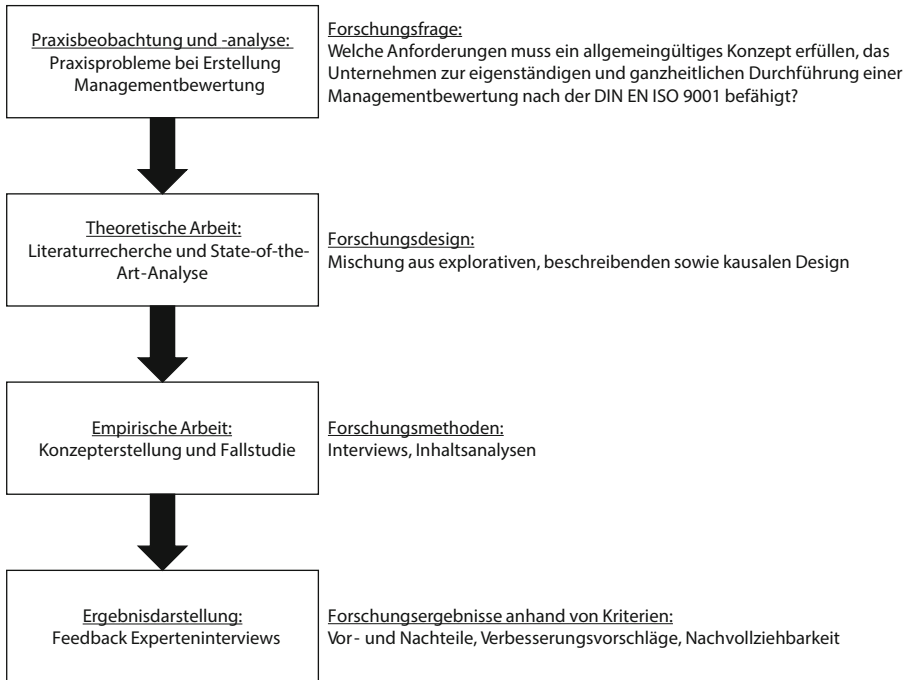 Praxisbeobachtung und -analyse:
Praxisprobleme bei Erstellung
Managementbewertung
Forschungsfrage:
Welche Anforderungen muss ein allgemeingültiges Konzept erfüllen, das
Unternehmen zur eigenständigen und ganzheitlichen Durchführung einer
Managementbewertung nach der DIN EN ISO 9001 befähigt?
Theoretische Arbeit:
Literaturrecherche und State-of-the-
Art-Analyse
Forschungsdesign:
Mischung aus explorativen, beschreibenden sowie kausalen Design
Empirische Arbeit:
Konzepterstellung und Fallstudie
Forschungsmethoden:
Interviews, Inhaltsanalysen
Ergebnisdarstellung:
Feedback Experteninterviews
Forschungsergebnisse anhand von Kriterien:
Vor- und Nachteile, Verbesserungsvorschläge, Nachvollziehbarkeit